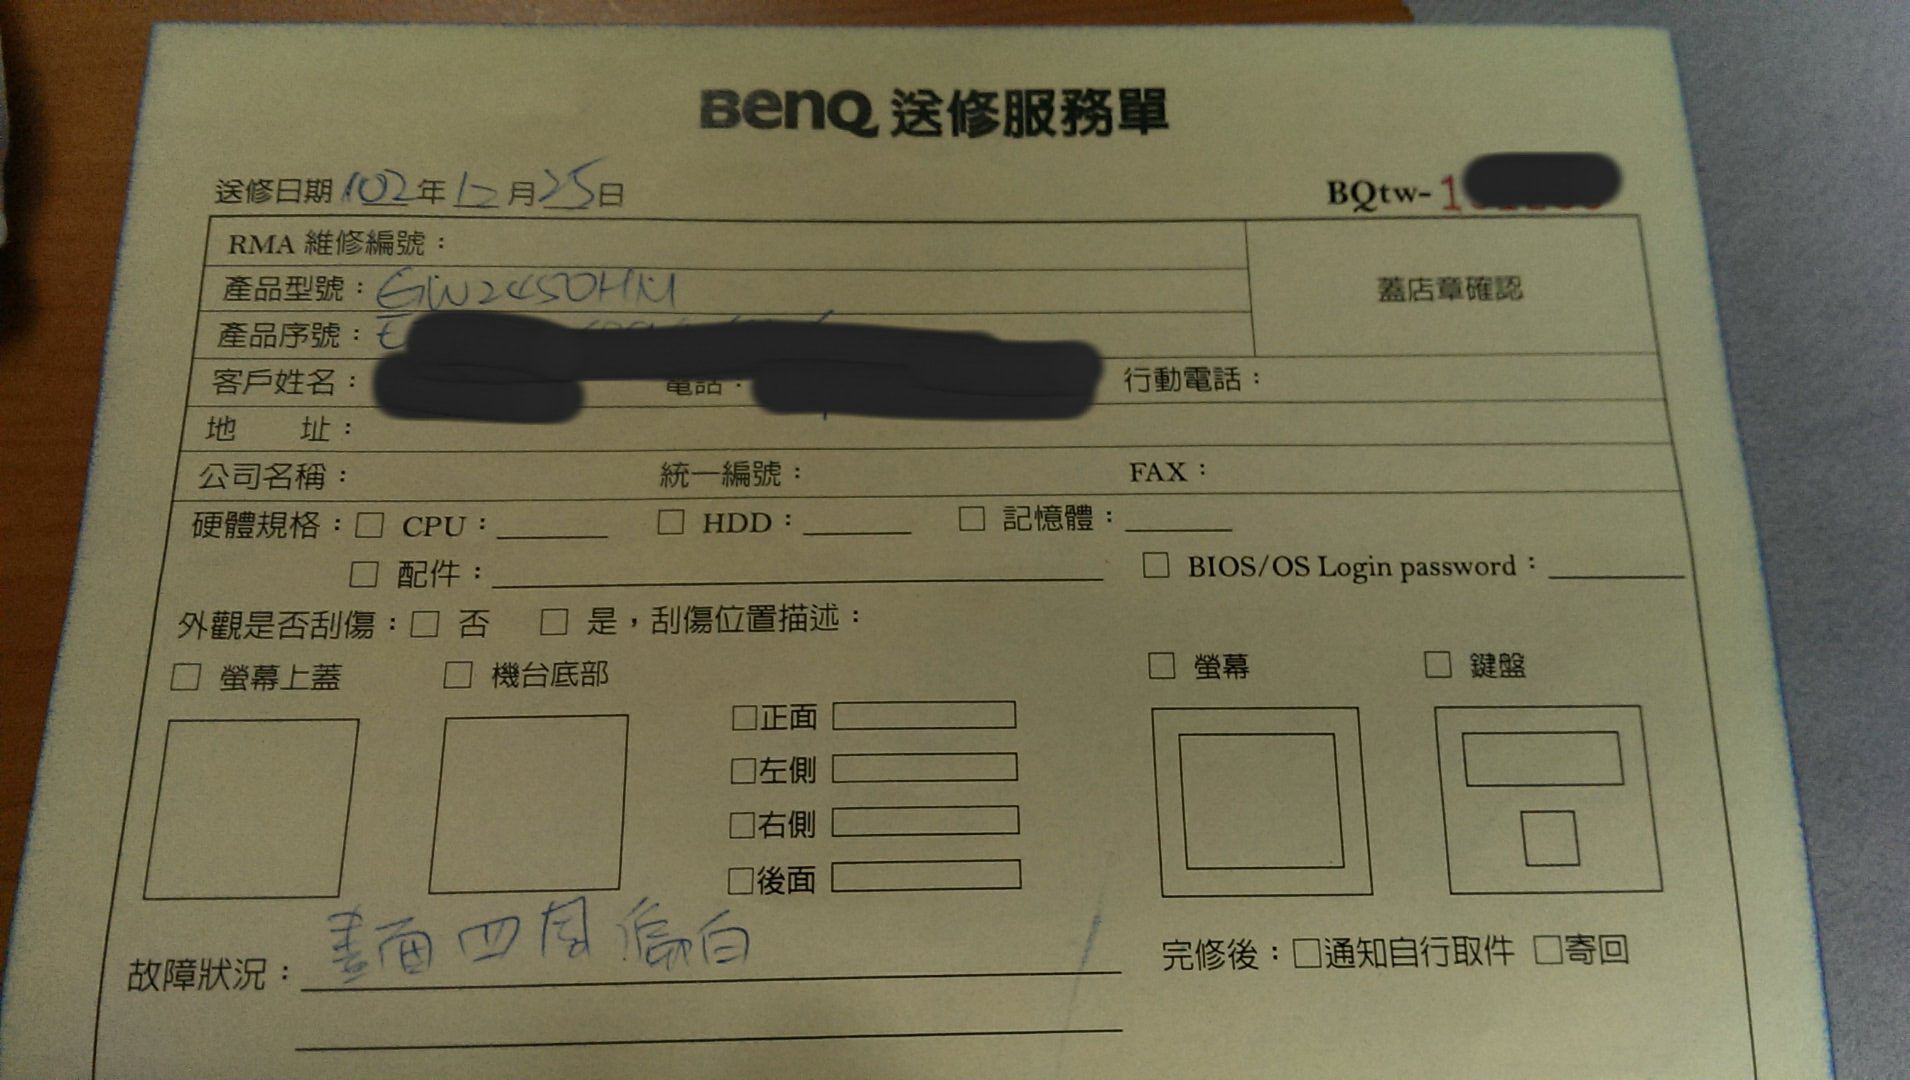 BenQ 送修服務單
送修日期 102 年 12 月 25 日
BQtw-1
RMA 維修編號：
產品型號：GW2450HM
蓋店章確認
產品序號：
客戶姓名： 電話： 行動電話：
地 址：
公司名稱： 統一編號： FAX：
硬體規格：□ CPU：______ □ HDD：______ □ 記憶體：______
□ 配件：______ □ BIOS/OS Login password：______
外觀是否刮傷：□ 否 □ 是，刮傷位置描述：
□ 螢幕上蓋 □ 機台底部 □ 螢幕 □ 鍵盤
□正面
□左側
□右側
□後面
故障狀況：畫面四周偏白
完修後：□通知自行取件 □寄回